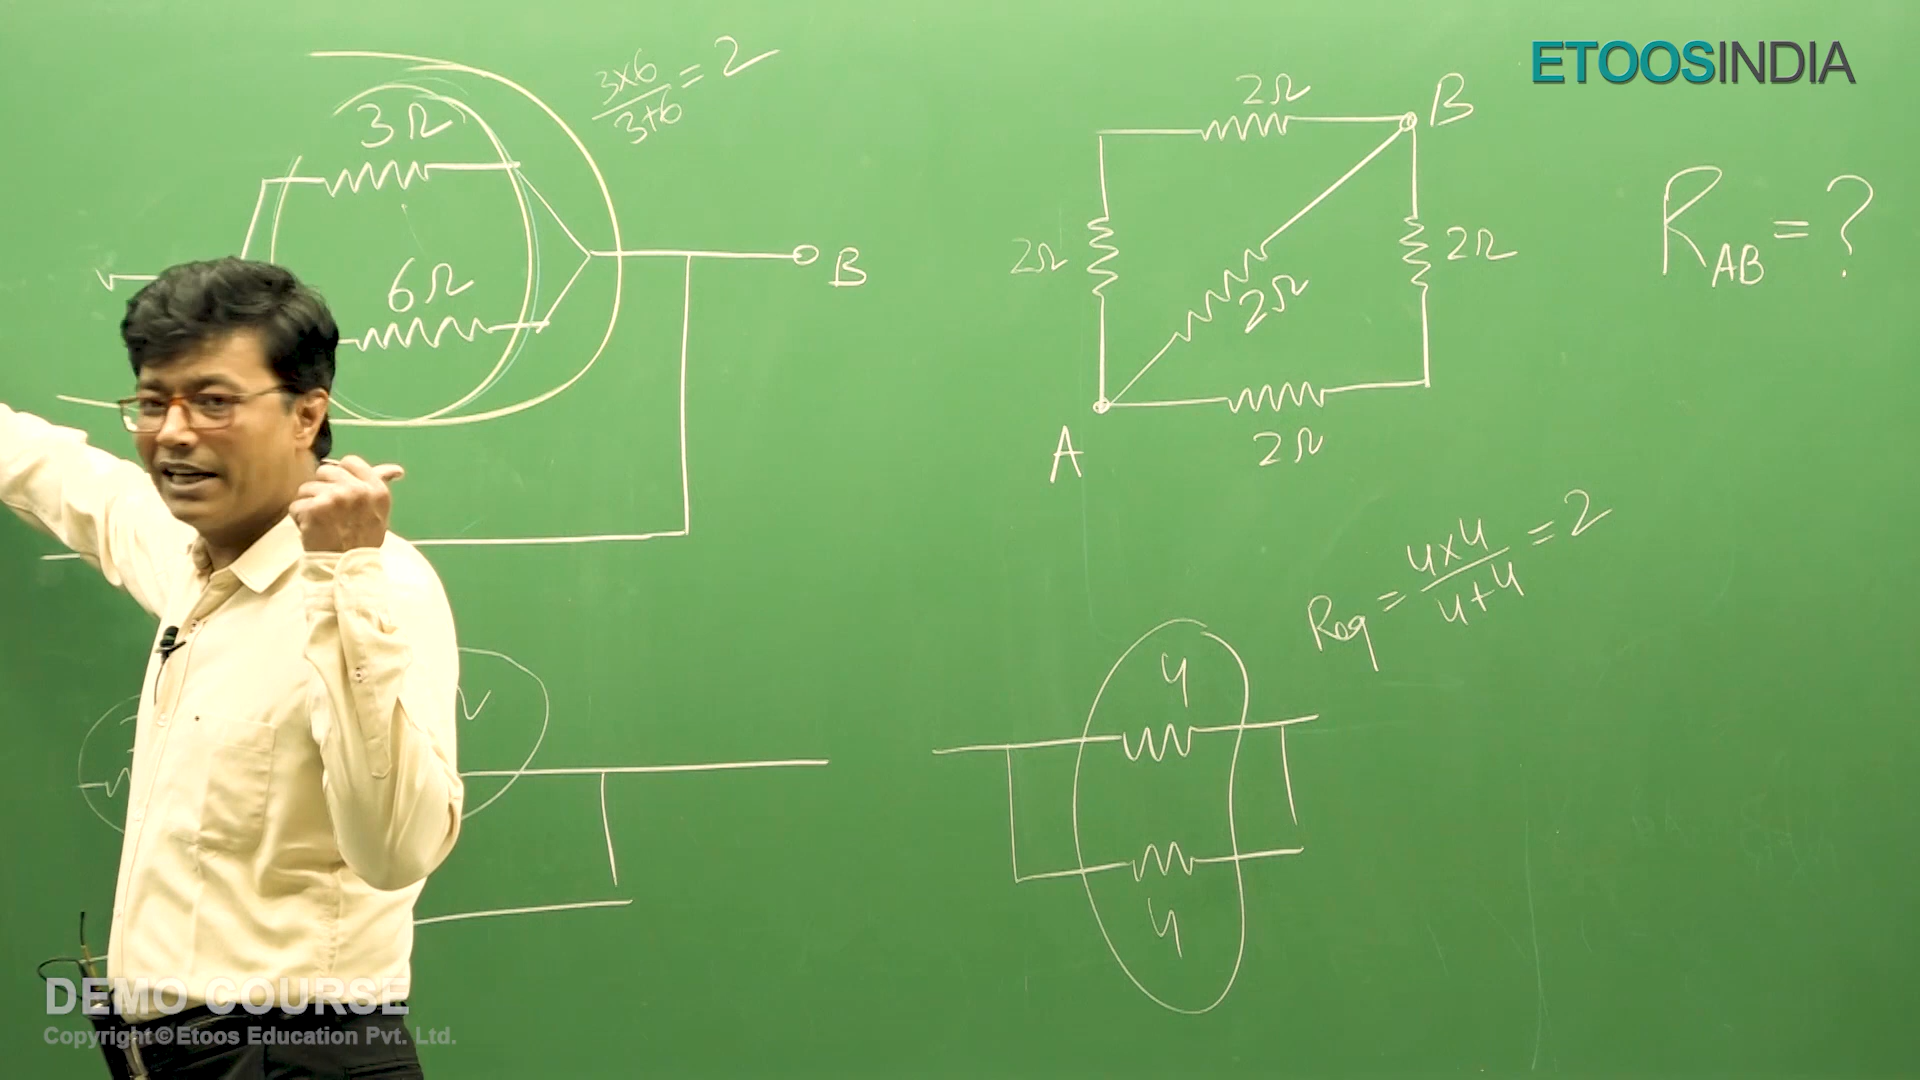 ETOOSINDIA
3×6
3+6
= 2
3Ω
6Ω
B
2Ω
B
2Ω
2Ω
2Ω
2Ω
A
R_AB = ?
Req = 4×4 / 4+4 = 2
4
4
DEMO COURSE
Copyright © Etoos Education Pvt. Ltd.